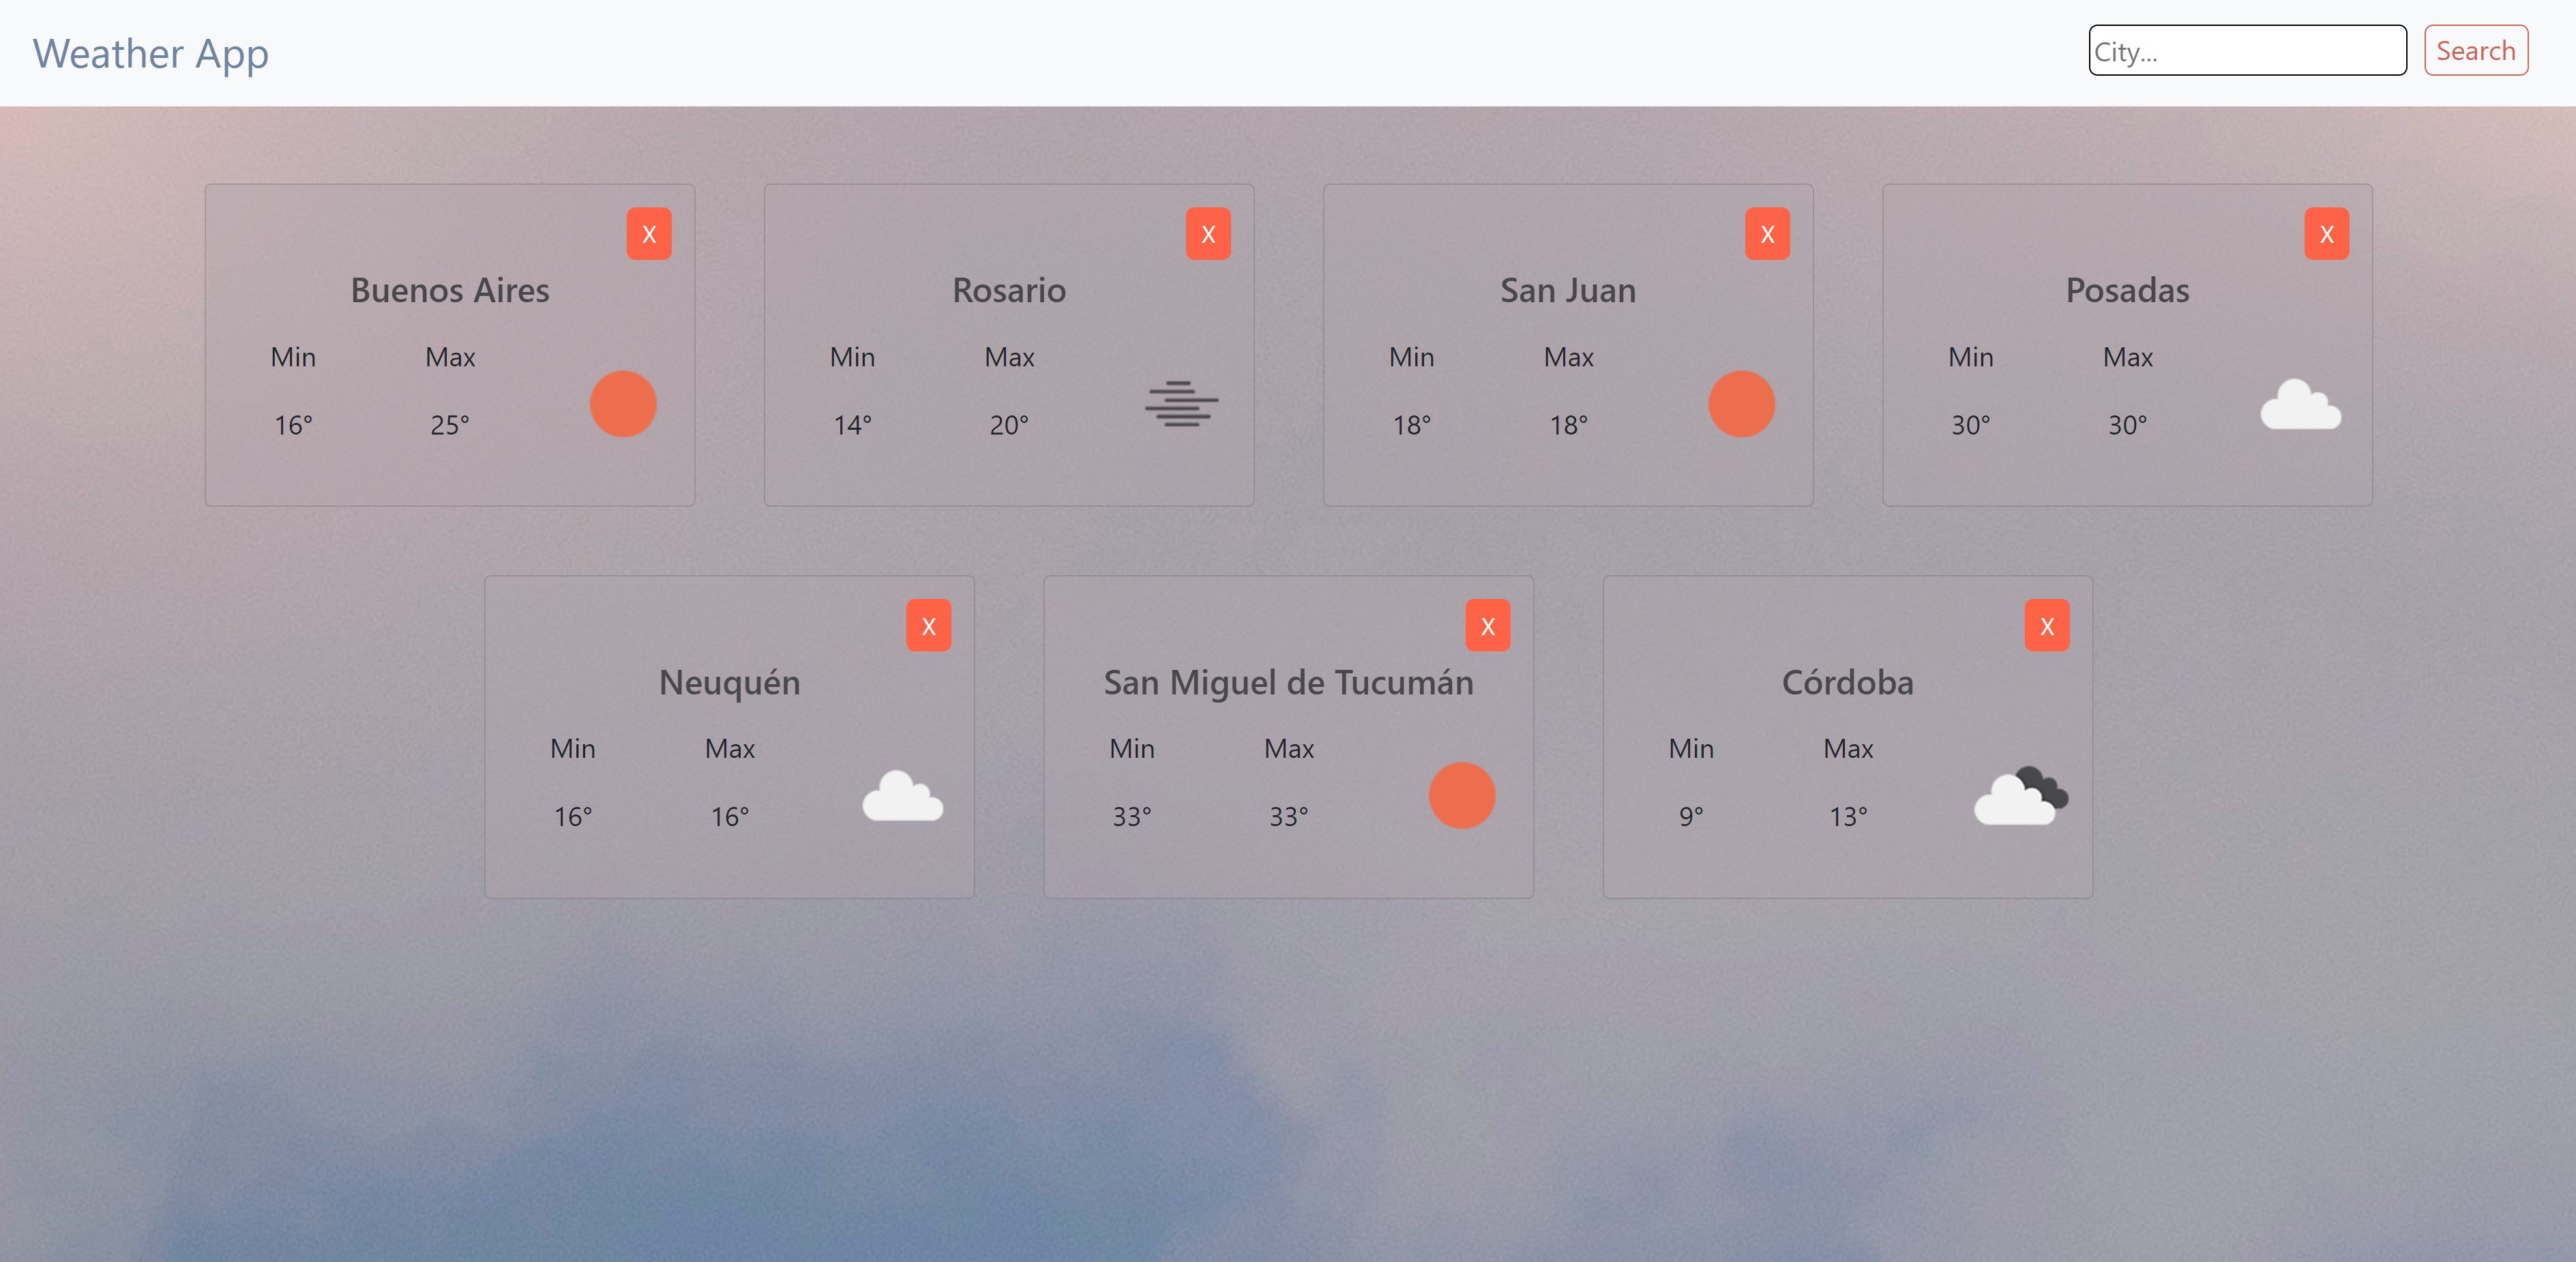 Weather App
City...
Search
X
Buenos Aires
Min Max
16° 25°
X
Rosario
Min Max
14° 20°
X
San Juan
Min Max
18° 18°
X
Posadas
Min Max
30° 30°
X
Neuquén
Min Max
16° 16°
X
San Miguel de Tucumán
Min Max
33° 33°
X
Córdoba
Min Max
9° 13°